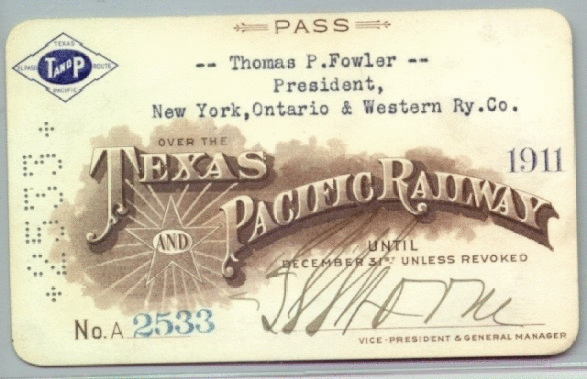 PASS
TEXAS
EL PASO T AND P ROUTE
PACIFIC
-- Thomas P.Fowler --
President,
New York,Ontario & Western Ry.Co.
OVER THE
1911
TEXAS
AND
PACIFIC RAILWAY
UNTIL
DECEMBER 31ST UNLESS REVOKED
+2533+
No. A 2533
VICE-PRESIDENT & GENERAL MANAGER